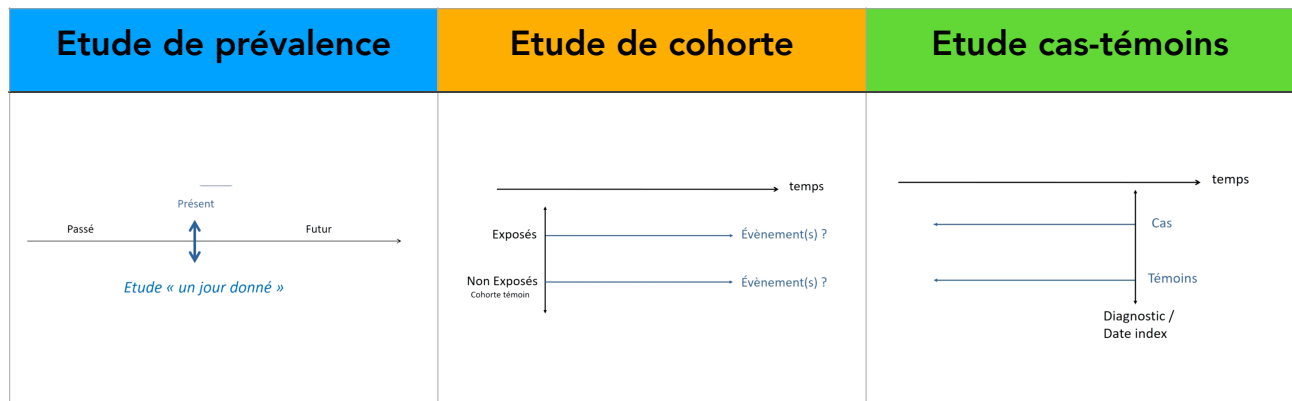 Etude de prévalence
Etude de cohorte
Etude cas-témoins
Présent
Passé
Futur
Etude « un jour donné »
temps
Exposés
Évènement(s) ?
Non Exposés
Évènement(s) ?
Cohorte témoin
temps
Cas
Témoins
Diagnostic /
Date index